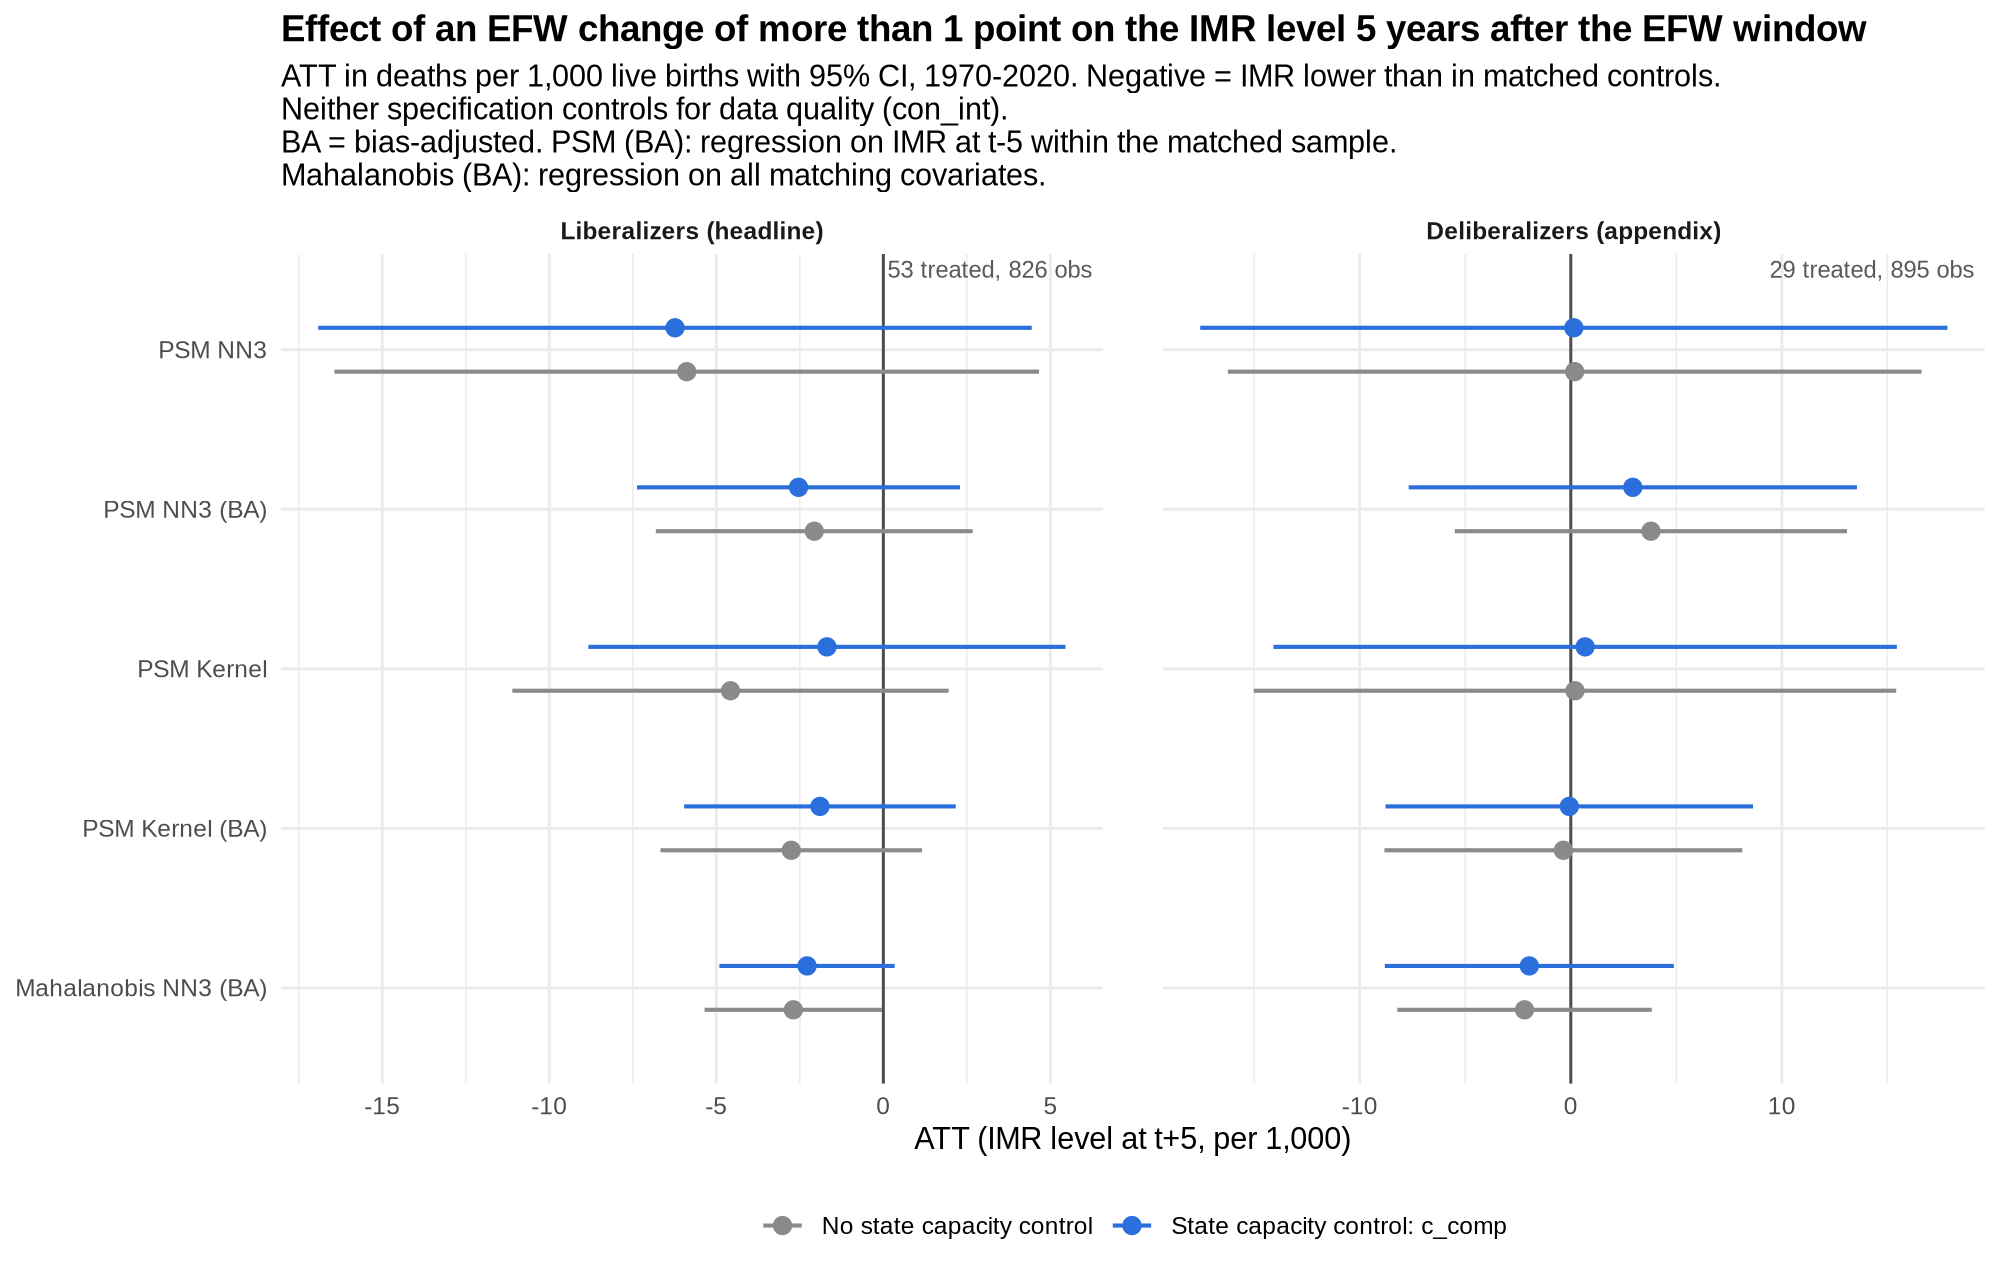 Effect of an EFW change of more than 1 point on the IMR level 5 years after the EFW window
ATT in deaths per 1,000 live births with 95% CI, 1970-2020. Negative = IMR lower than in matched controls.
Neither specification controls for data quality (con_int).
BA = bias-adjusted. PSM (BA): regression on IMR at t-5 within the matched sample.
Mahalanobis (BA): regression on all matching covariates.
Liberalizers (headline)
Deliberalizers (appendix)
53 treated, 826 obs
29 treated, 895 obs
PSM NN3
PSM NN3 (BA)
PSM Kernel
PSM Kernel (BA)
Mahalanobis NN3 (BA)
-15 -10 -5 0 5
-10 0 10
ATT (IMR level at t+5, per 1,000)
No state capacity control
State capacity control: c_comp